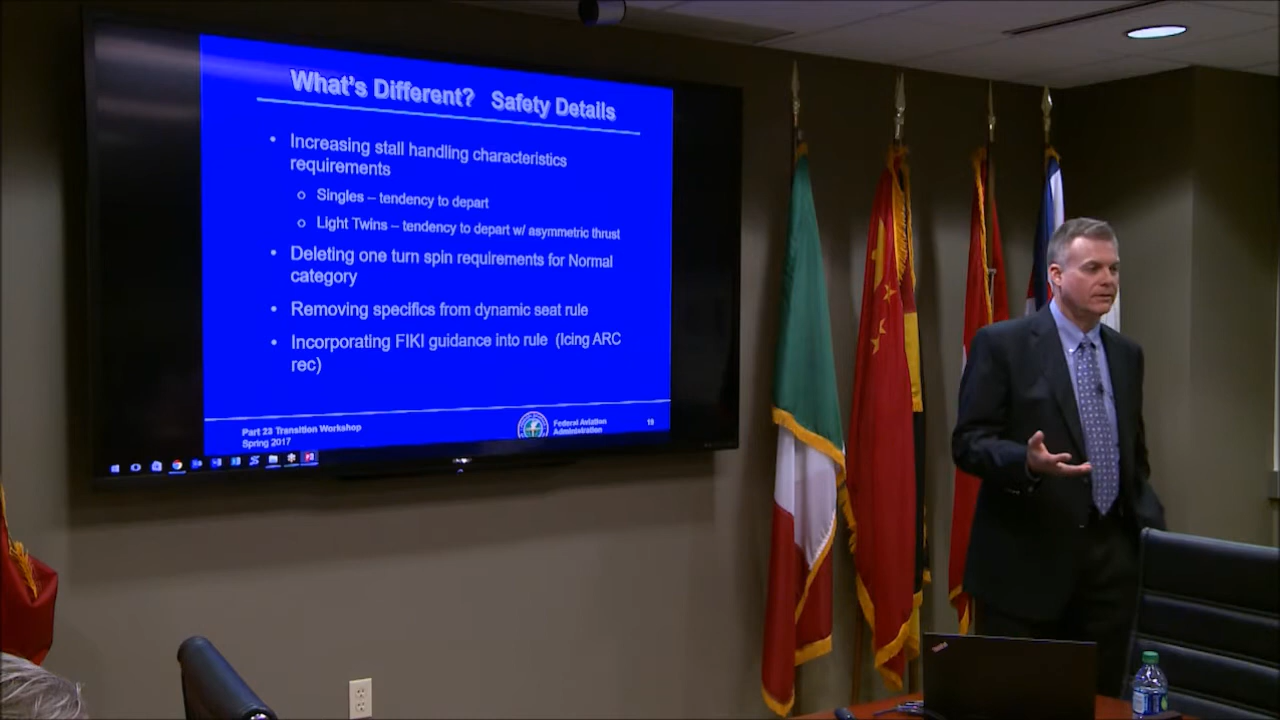 What's Different? Safety Details
• Increasing stall handling characteristics
requirements
o Singles – tendency to depart
o Light Twins – tendency to depart w/ asymmetric thrust
• Deleting one turn spin requirements for Normal
category
• Removing specifics from dynamic seat rule
• Incorporating FIKI guidance into rule (Icing ARC
rec)
Part 23 Transition Workshop
Spring 2017
Federal Aviation
Administration
19